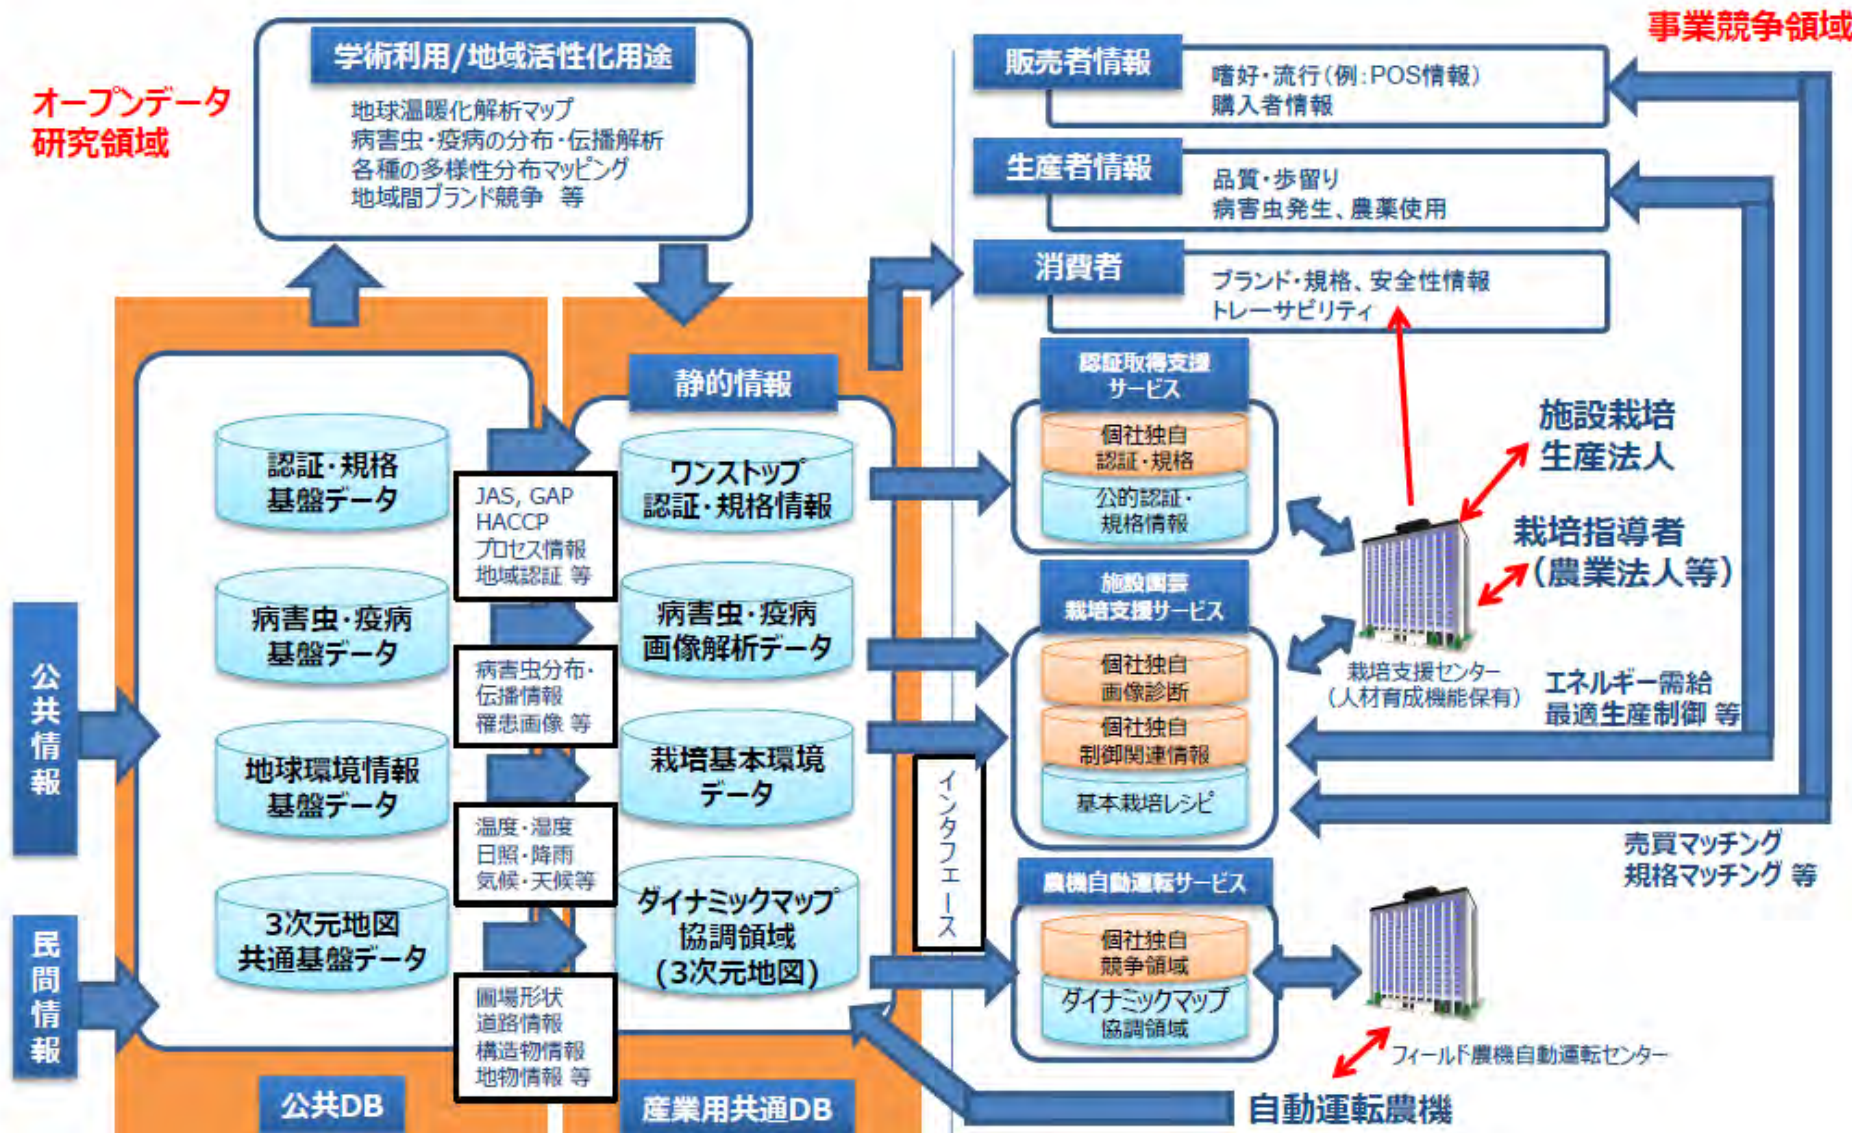 事業競争領域
オープンデータ
研究領域
学術利用/地域活性化用途
地球温暖化解析マップ
病害虫・疫病の分布・伝播解析
各種の多様性分布マッピング
地域間ブランド競争 等
販売者情報
嗜好・流行(例:POS情報)
購入者情報
生産者情報
品質・歩留り
病害虫発生、農薬使用
消費者
ブランド・規格、安全性情報
トレーサビリティ
公共情報
民間情報
認証・規格
基盤データ
病害虫・疫病
基盤データ
地球環境情報
基盤データ
3次元地図
共通基盤データ
公共DB
JAS, GAP
HACCP
プロセス情報
地域認証 等
病害虫分布・
伝播情報
罹患画像 等
温度・湿度
日照・降雨
気候・天候等
圃場形状
道路情報
構造物情報
地物情報 等
静的情報
ワンストップ
認証・規格情報
病害虫・疫病
画像解析データ
栽培基本環境
データ
ダイナミックマップ
協調領域
(3次元地図)
産業用共通DB
インタフェース
認証取得支援
サービス
個社独自
認証・規格
公的認証・
規格情報
施設園芸
栽培支援サービス
個社独自
画像診断
個社独自
制御関連情報
基本栽培レシピ
農機自動運転サービス
個社独自
競争領域
ダイナミックマップ
協調領域
施設栽培
生産法人
栽培指導者
(農業法人等)
栽培支援センター
(人材育成機能保有)
エネルギー需給
最適生産制御 等
売買マッチング
規格マッチング 等
フィールド農機自動運転センター
自動運転農機